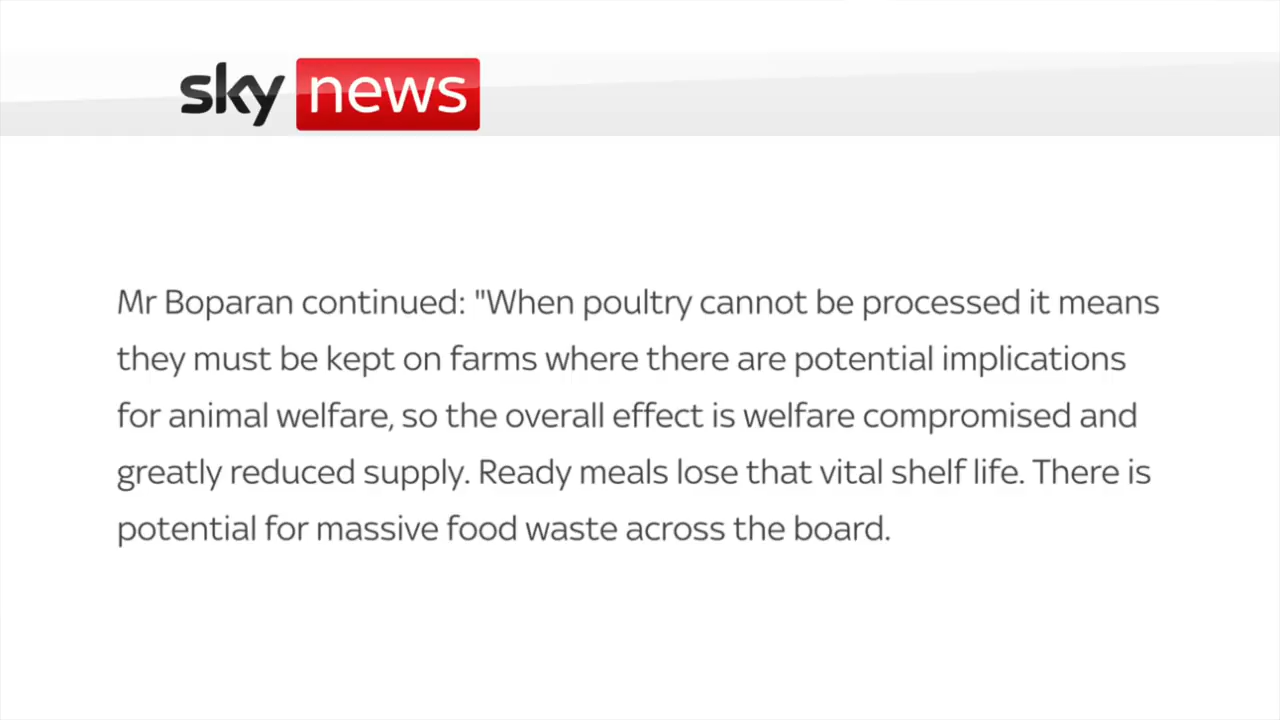 sky news
Mr Boparan continued: "When poultry cannot be processed it means
they must be kept on farms where there are potential implications
for animal welfare, so the overall effect is welfare compromised and
greatly reduced supply. Ready meals lose that vital shelf life. There is
potential for massive food waste across the board.